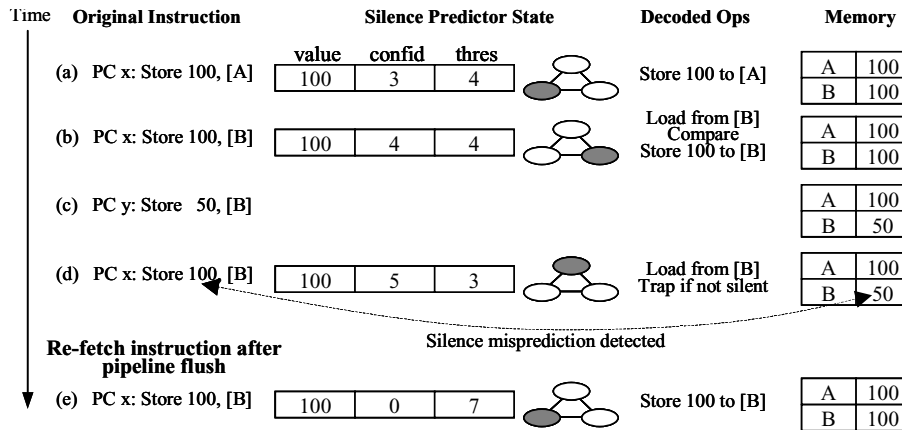 Time Original Instruction Silence Predictor State Decoded Ops Memory
value confid thres
(a) PC x: Store 100, [A] 100 3 4 Store 100 to [A] A 100
B 100
Load from [B]
(b) PC x: Store 100, [B] 100 4 4 Compare A 100
Store 100 to [B] B 100
(c) PC y: Store 50, [B] A 100
B 50
(d) PC x: Store 100, [B] 100 5 3 Load from [B] A 100
Trap if not silent B 50
Silence misprediction detected
Re-fetch instruction after
pipeline flush
(e) PC x: Store 100, [B] 100 0 7 Store 100 to [B] A 100
B 100